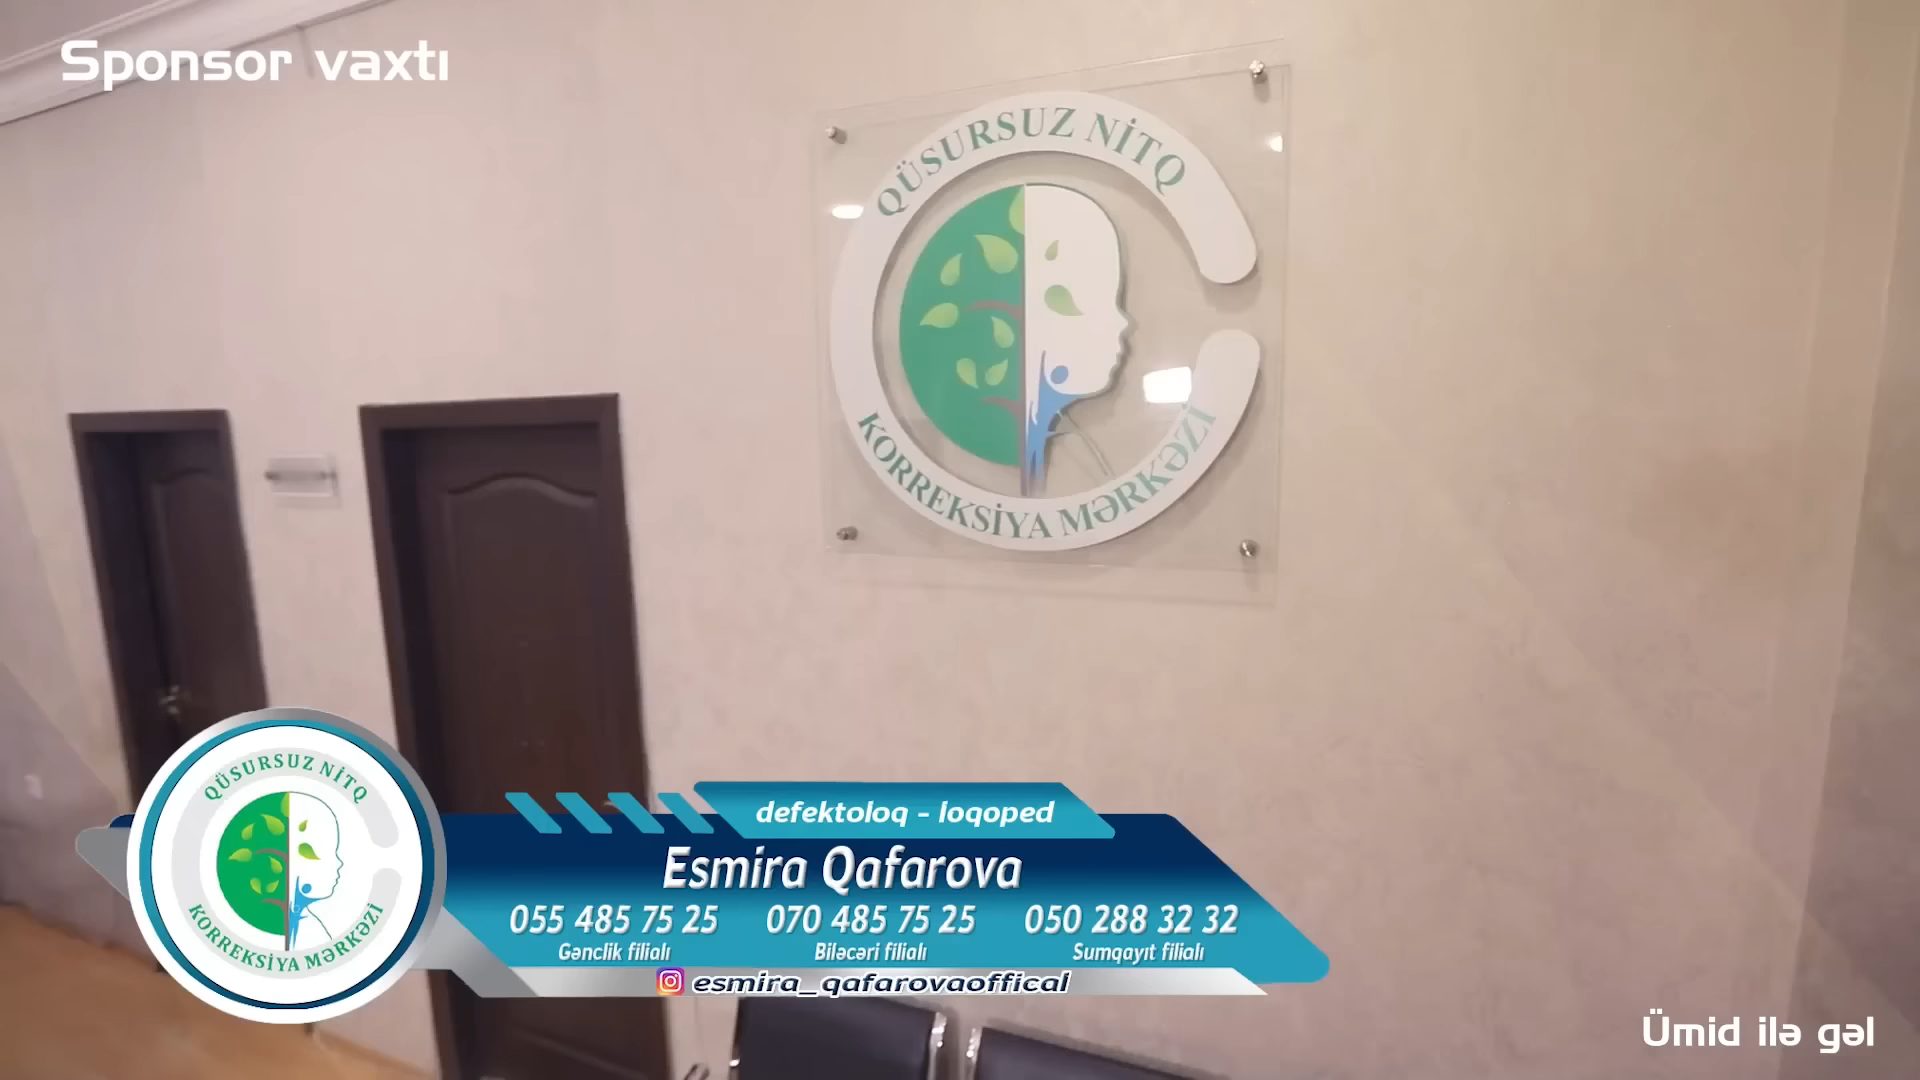 Sponsor vaxtı
QÜSURSUZ NİTQ
KORREKSİYA MƏRKƏZİ
QÜSURSUZ NİTQ
KORREKSİYA MƏRKƏZİ
defektoloq - loqoped
Esmira Qafarova
055 485 75 25 070 485 75 25 050 288 32 32
Gənclik filialı Biləcəri filialı Sumqayıt filialı
esmira_qafarovaoffical
Ümid ilə gəl